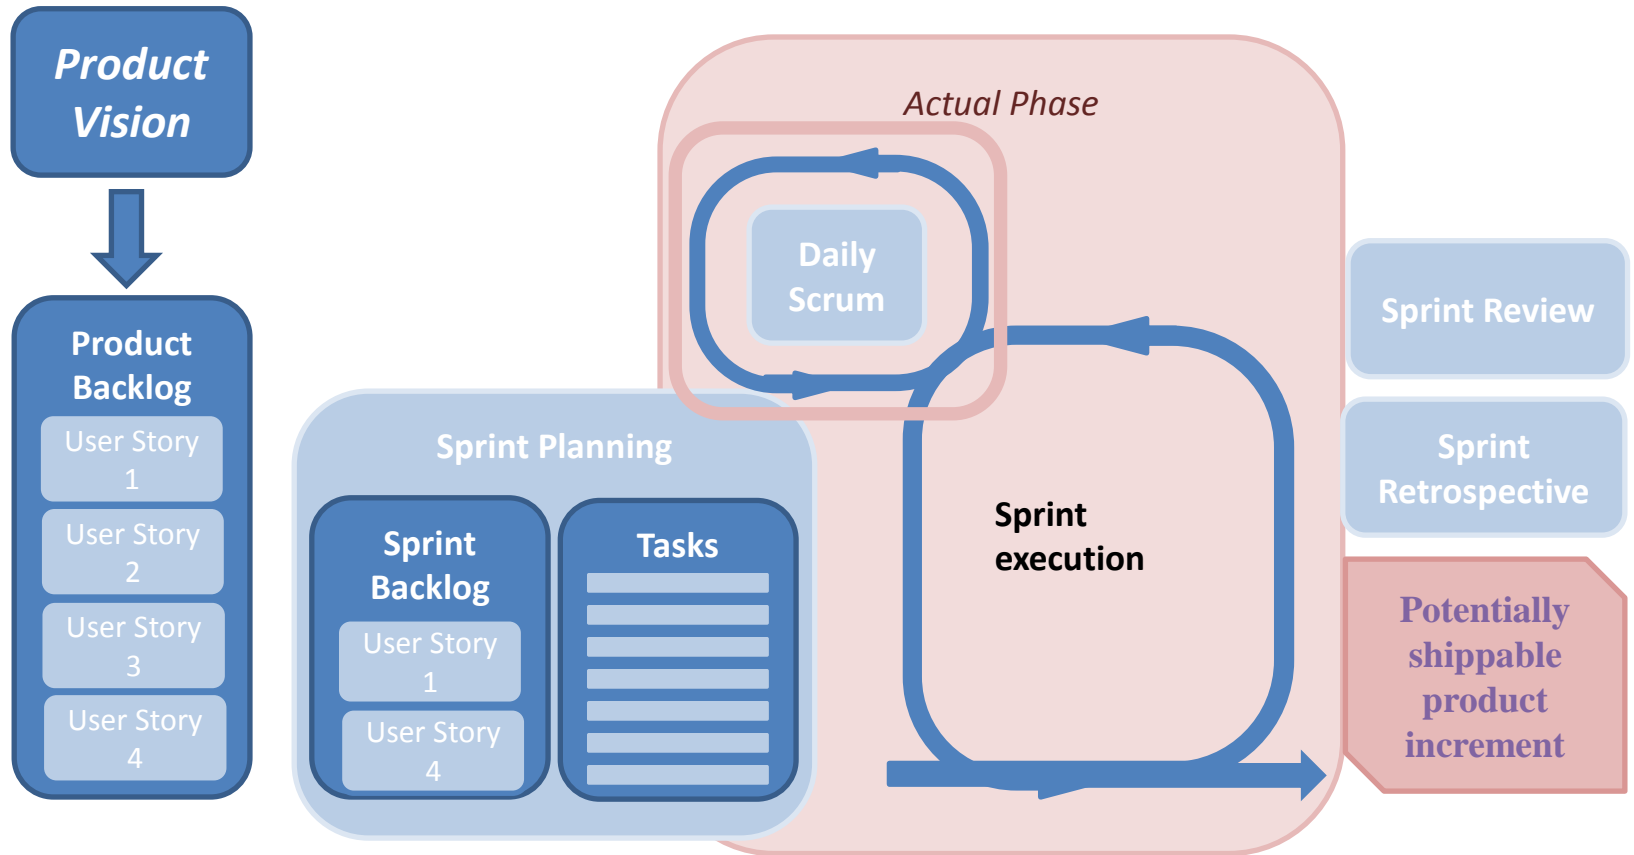 Product
Vision
Product
Backlog
User Story
1
User Story
2
User Story
3
User Story
4
Sprint Planning
Sprint
Backlog
User Story
1
User Story
4
Tasks
Actual Phase
Daily
Scrum
Sprint
execution
Sprint Review
Sprint
Retrospective
Potentially
shippable
product
increment